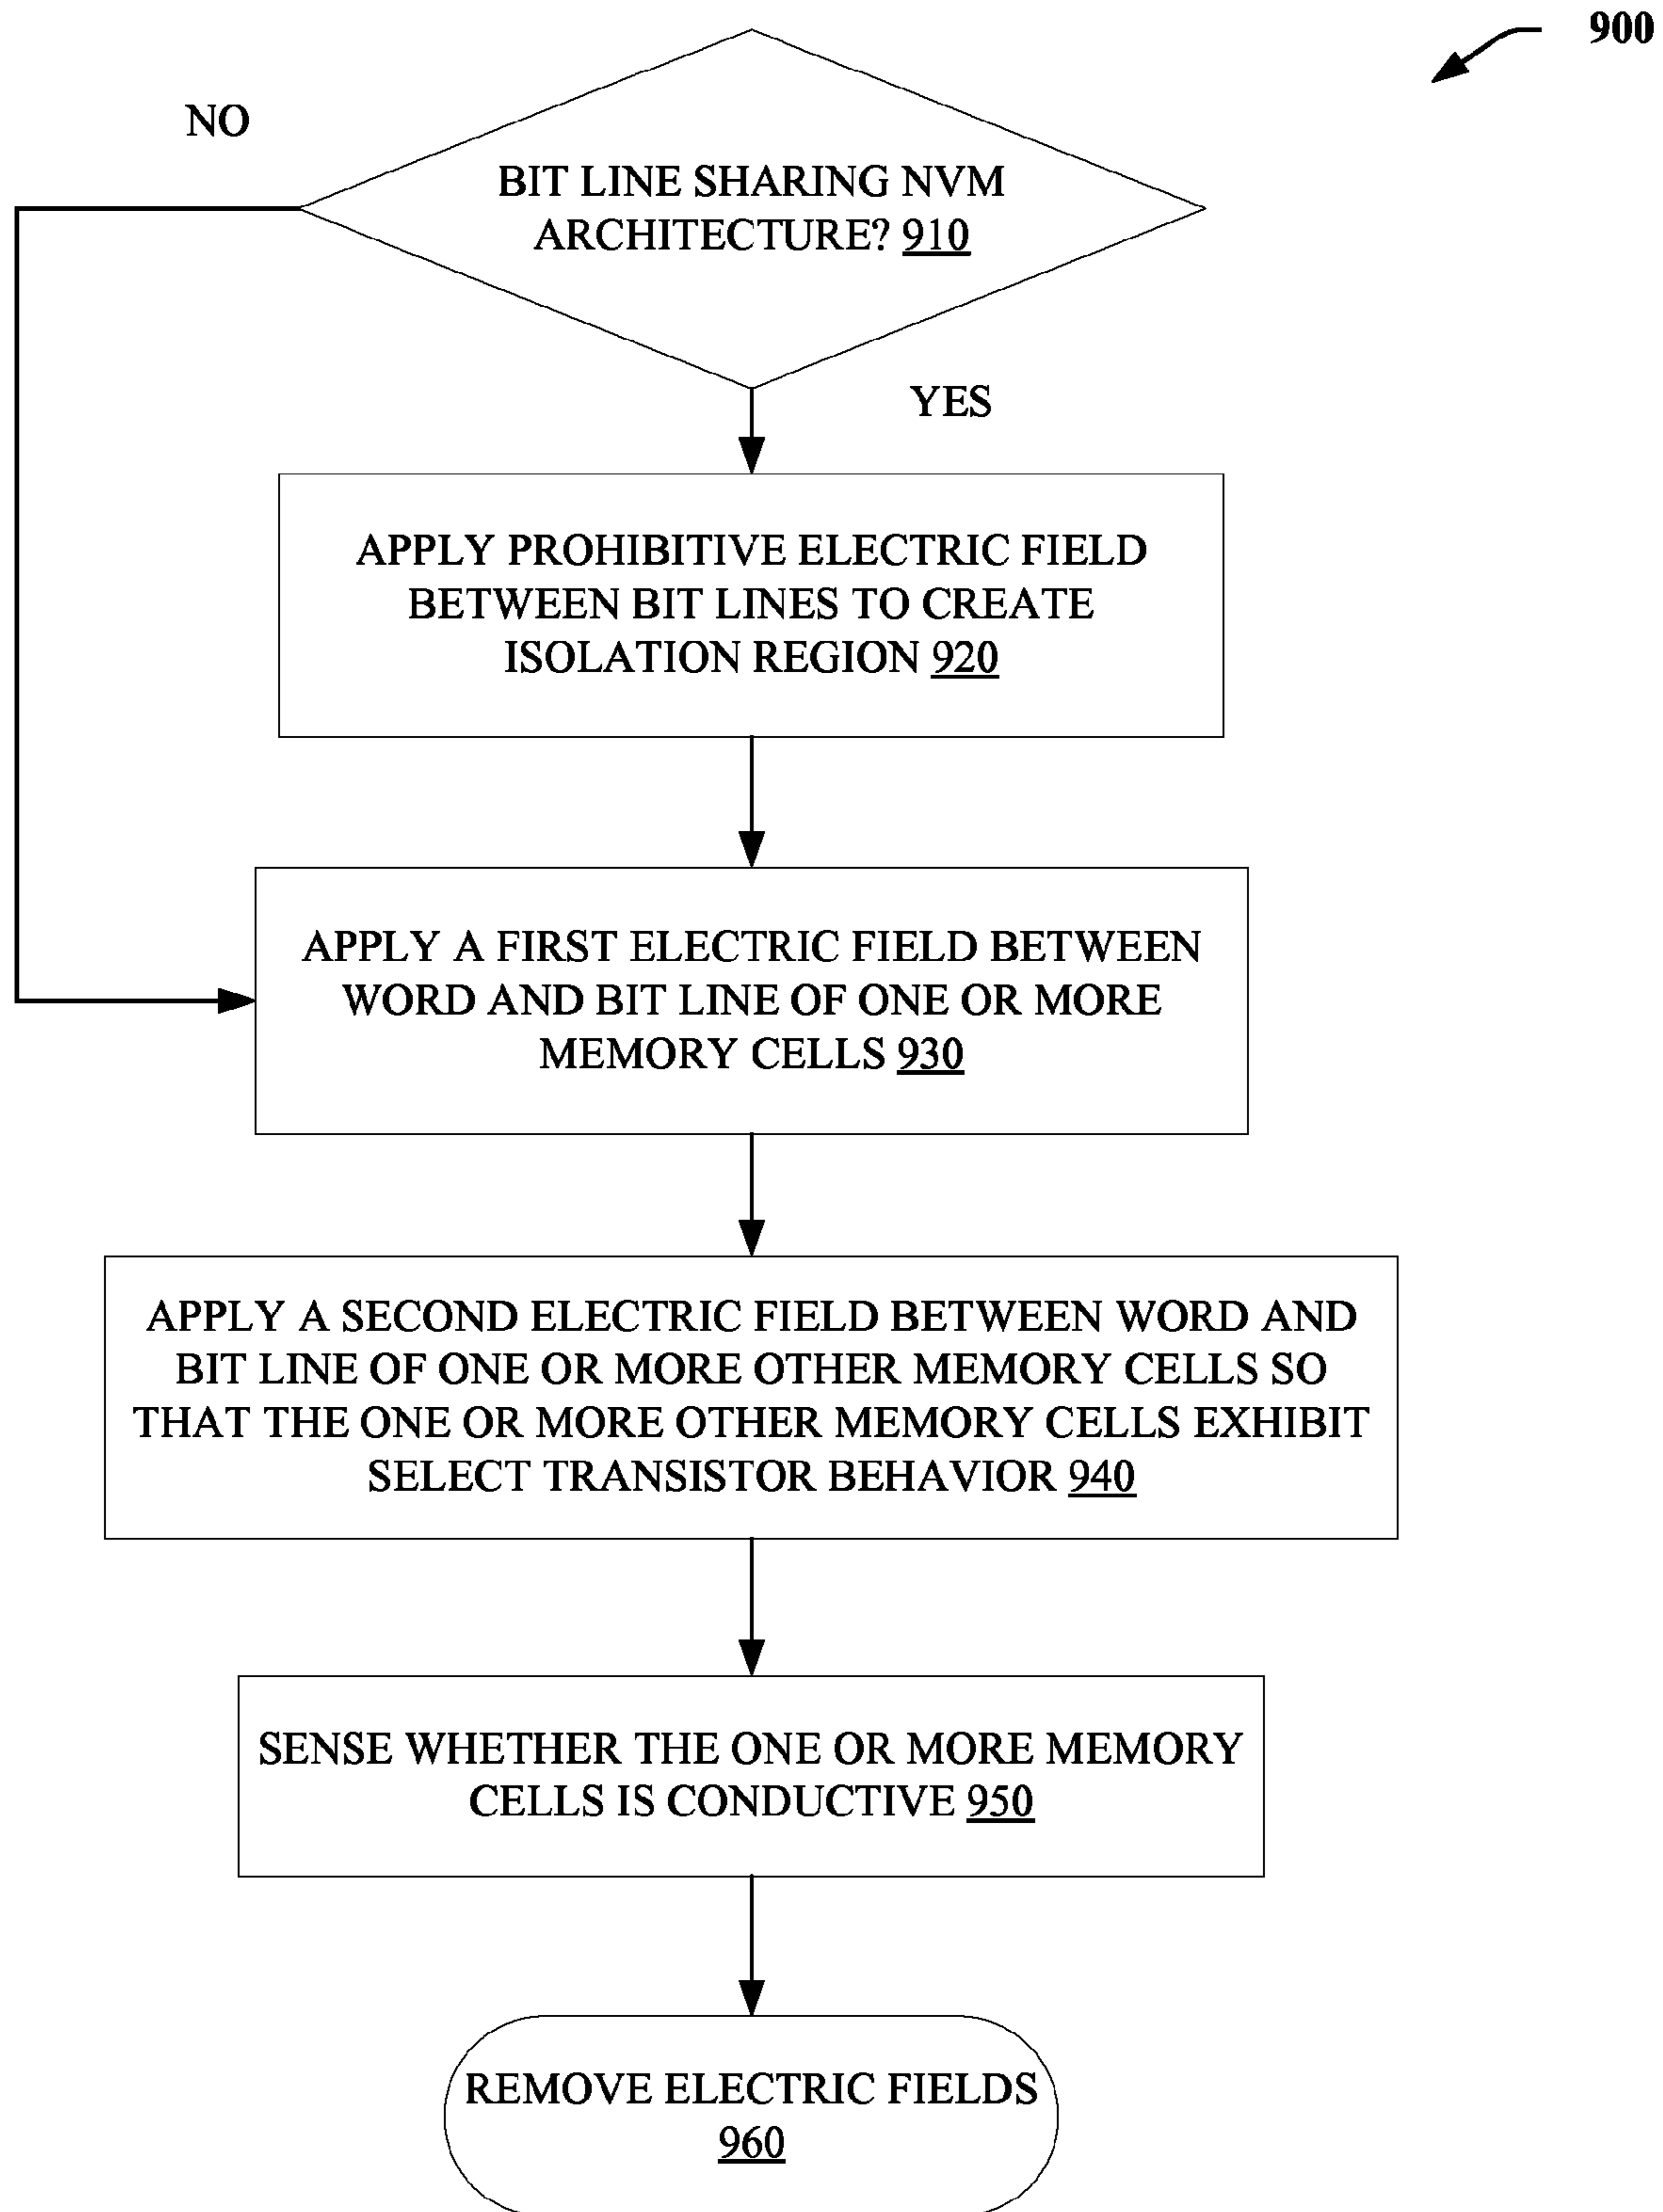 900
NO
BIT LINE SHARING NVM
ARCHITECTURE? 910
YES
APPLY PROHIBITIVE ELECTRIC FIELD
BETWEEN BIT LINES TO CREATE
ISOLATION REGION 920
APPLY A FIRST ELECTRIC FIELD BETWEEN
WORD AND BIT LINE OF ONE OR MORE
MEMORY CELLS 930
APPLY A SECOND ELECTRIC FIELD BETWEEN WORD AND
BIT LINE OF ONE OR MORE OTHER MEMORY CELLS SO
THAT THE ONE OR MORE OTHER MEMORY CELLS EXHIBIT
SELECT TRANSISTOR BEHAVIOR 940
SENSE WHETHER THE ONE OR MORE MEMORY
CELLS IS CONDUCTIVE 950
REMOVE ELECTRIC FIELDS
960